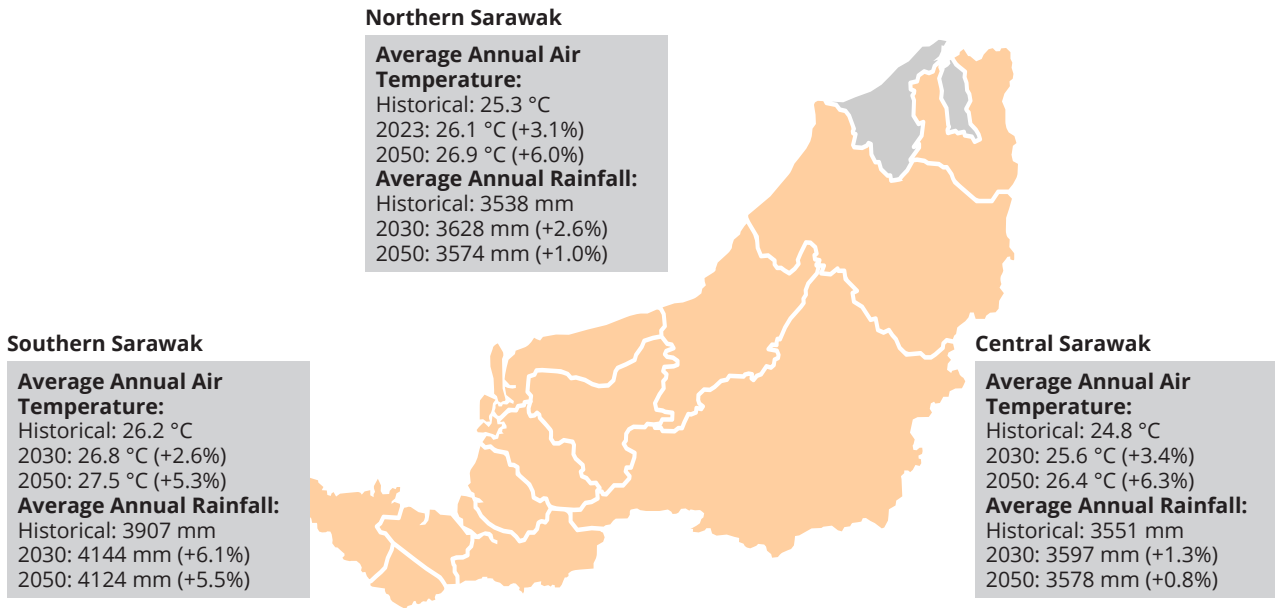 Northern Sarawak
Average Annual Air
Temperature:
Historical: 25.3 °C
2023: 26.1 °C (+3.1%)
2050: 26.9 °C (+6.0%)
Average Annual Rainfall:
Historical: 3538 mm
2030: 3628 mm (+2.6%)
2050: 3574 mm (+1.0%)
Southern Sarawak
Average Annual Air
Temperature:
Historical: 26.2 °C
2030: 26.8 °C (+2.6%)
2050: 27.5 °C (+5.3%)
Average Annual Rainfall:
Historical: 3907 mm
2030: 4144 mm (+6.1%)
2050: 4124 mm (+5.5%)
Central Sarawak
Average Annual Air
Temperature:
Historical: 24.8 °C
2030: 25.6 °C (+3.4%)
2050: 26.4 °C (+6.3%)
Average Annual Rainfall:
Historical: 3551 mm
2030: 3597 mm (+1.3%)
2050: 3578 mm (+0.8%)